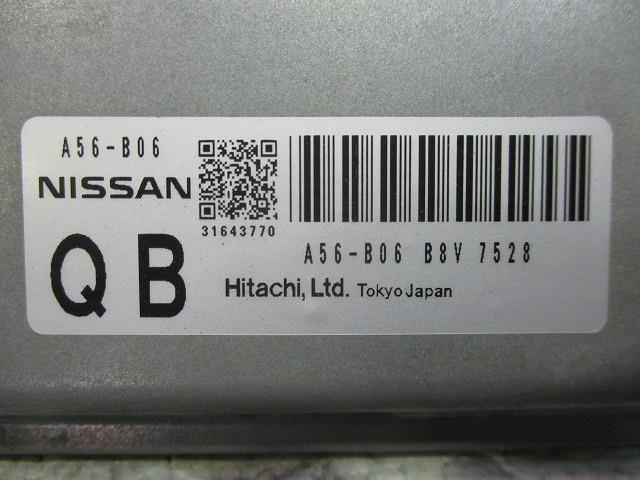 A56-B06
NISSAN
31643770
QB
A56-B06 B8V 7528
Hitachi, Ltd. Tokyo Japan